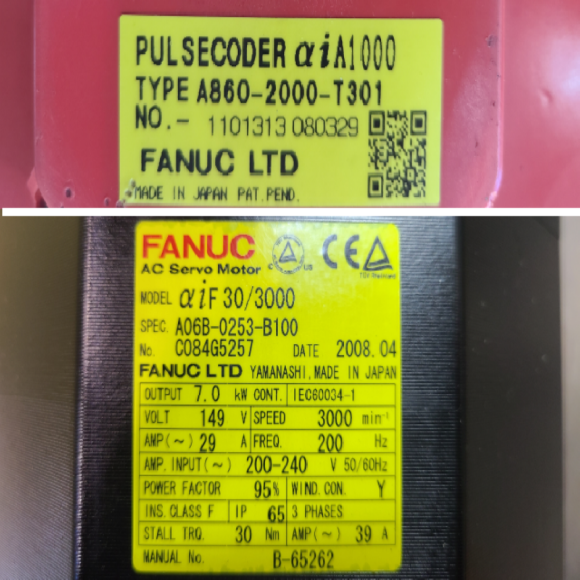 PULSECODER αiA1000
TYPE A860-2000-T301
NO.- 1101313 080329
FANUC LTD
MADE IN JAPAN PAT.PEND.
FANUC
AC Servo Motor
C US
CE
MODEL αiF 30/3000
SPEC. A06B-0253-B100
No. C084G5257 DATE 2008.04
FANUC LTD YAMANASHI, MADE IN JAPAN
OUTPUT 7.0 kW CONT. IEC60034-1
VOLT 149 V SPEED 3000 min⁻¹
AMP(~) 29 A FREQ. 200 Hz
AMP. INPUT(~) 200-240 V 50/60Hz
POWER FACTOR 95% WIND. CON. Y
INS. CLASS F IP 65 3 PHASES
STALL TRQ. 30 Nm AMP(~) 39 A
MANUAL No. B-65262